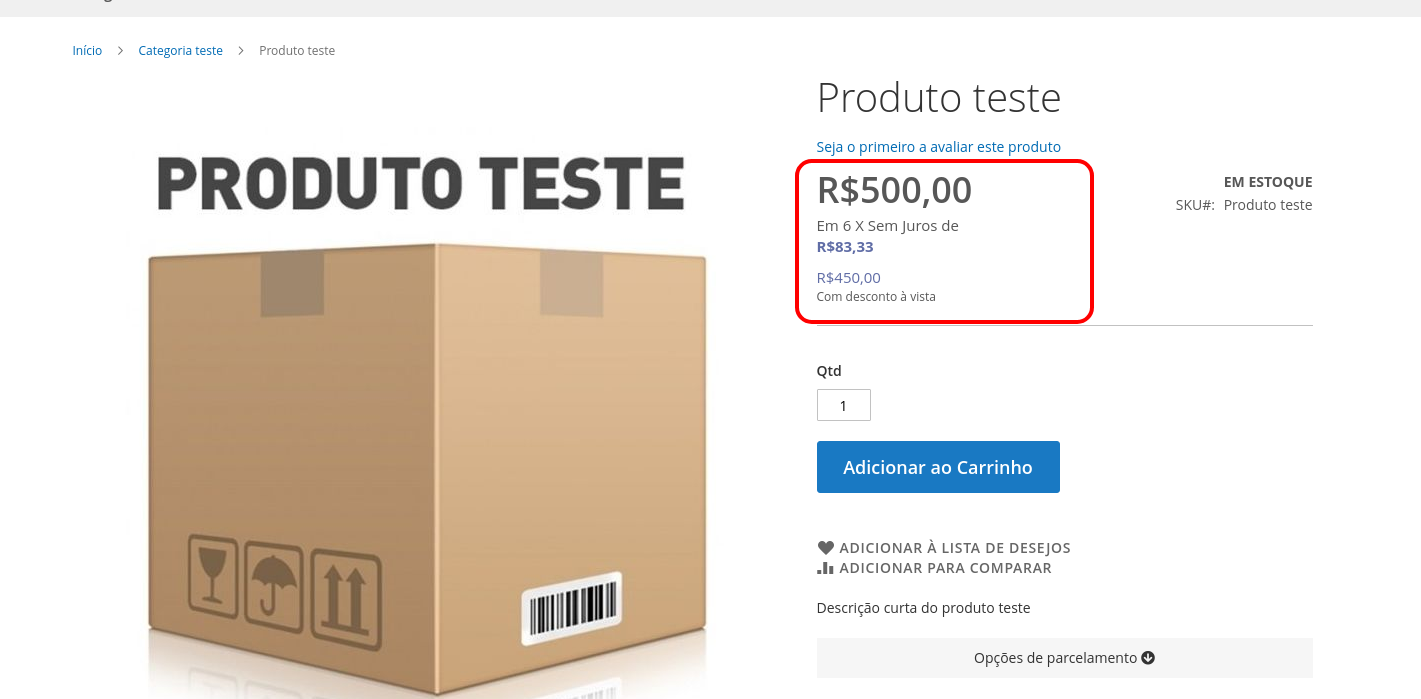 Início > Categoria teste > Produto teste
PRODUTO TESTE
Produto teste
Seja o primeiro a avaliar este produto
R$500,00
Em 6 X Sem Juros de
R$83,33
R$450,00
Com desconto à vista
EM ESTOQUE
SKU#: Produto teste
Qtd
1
Adicionar ao Carrinho
ADICIONAR À LISTA DE DESEJOS
ADICIONAR PARA COMPARAR
Descrição curta do produto teste
Opções de parcelamento